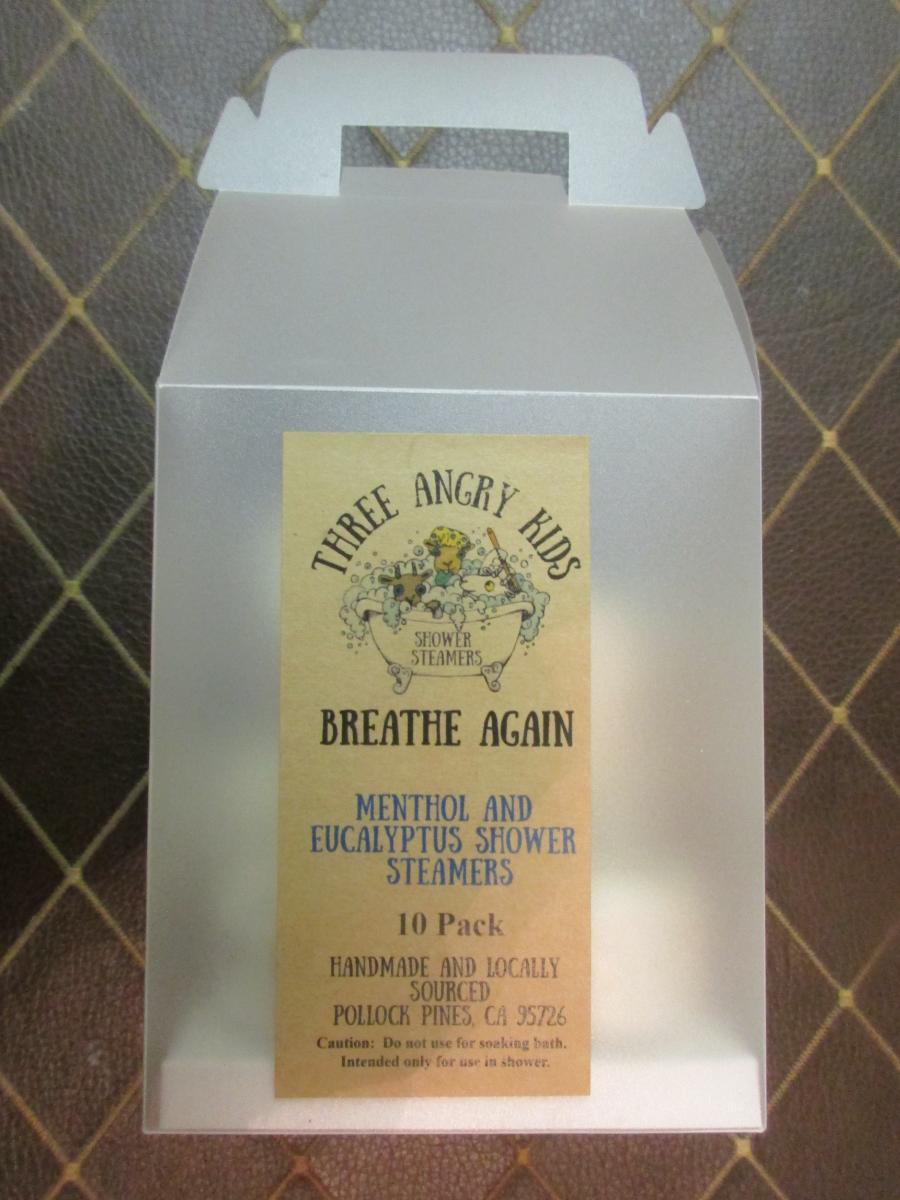 THREE ANGRY KIDS
SHOWER
STEAMERS
BREATHE AGAIN
MENTHOL AND
EUCALYPTUS SHOWER
STEAMERS
10 Pack
HANDMADE AND LOCALLY
SOURCED
POLLOCK PINES, CA 95726
Caution: Do not use for soaking bath.
Intended only for use in shower.